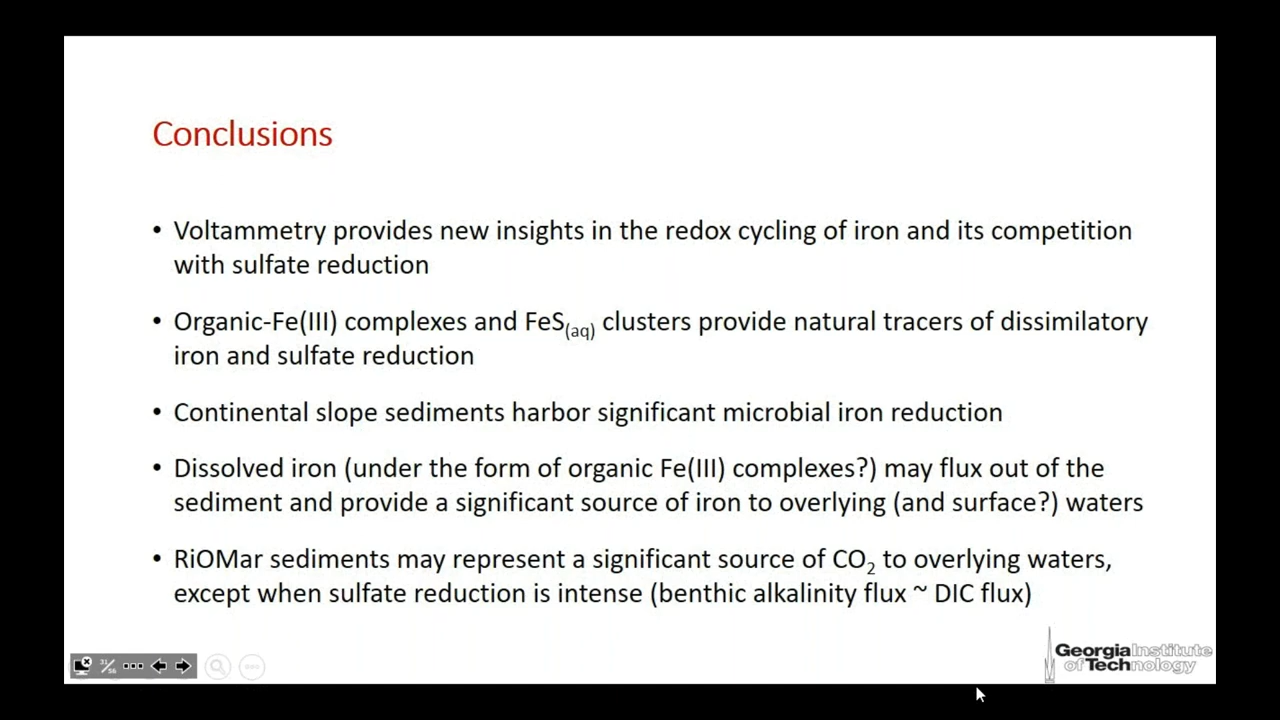 Conclusions
• Voltammetry provides new insights in the redox cycling of iron and its competition
with sulfate reduction
• Organic-Fe(III) complexes and FeS(aq) clusters provide natural tracers of dissimilatory
iron and sulfate reduction
• Continental slope sediments harbor significant microbial iron reduction
• Dissolved iron (under the form of organic Fe(III) complexes?) may flux out of the
sediment and provide a significant source of iron to overlying (and surface?) waters
• RiOMar sediments may represent a significant source of CO2 to overlying waters,
except when sulfate reduction is intense (benthic alkalinity flux ~ DIC flux)
31/56
Georgia Institute
of Technology